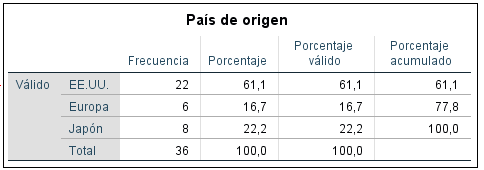 País de origen
Frecuencia Porcentaje Porcentaje válido Porcentaje acumulado
Válido EE.UU. 22 61,1 61,1 61,1
Europa 6 16,7 16,7 77,8
Japón 8 22,2 22,2 100,0
Total 36 100,0 100,0